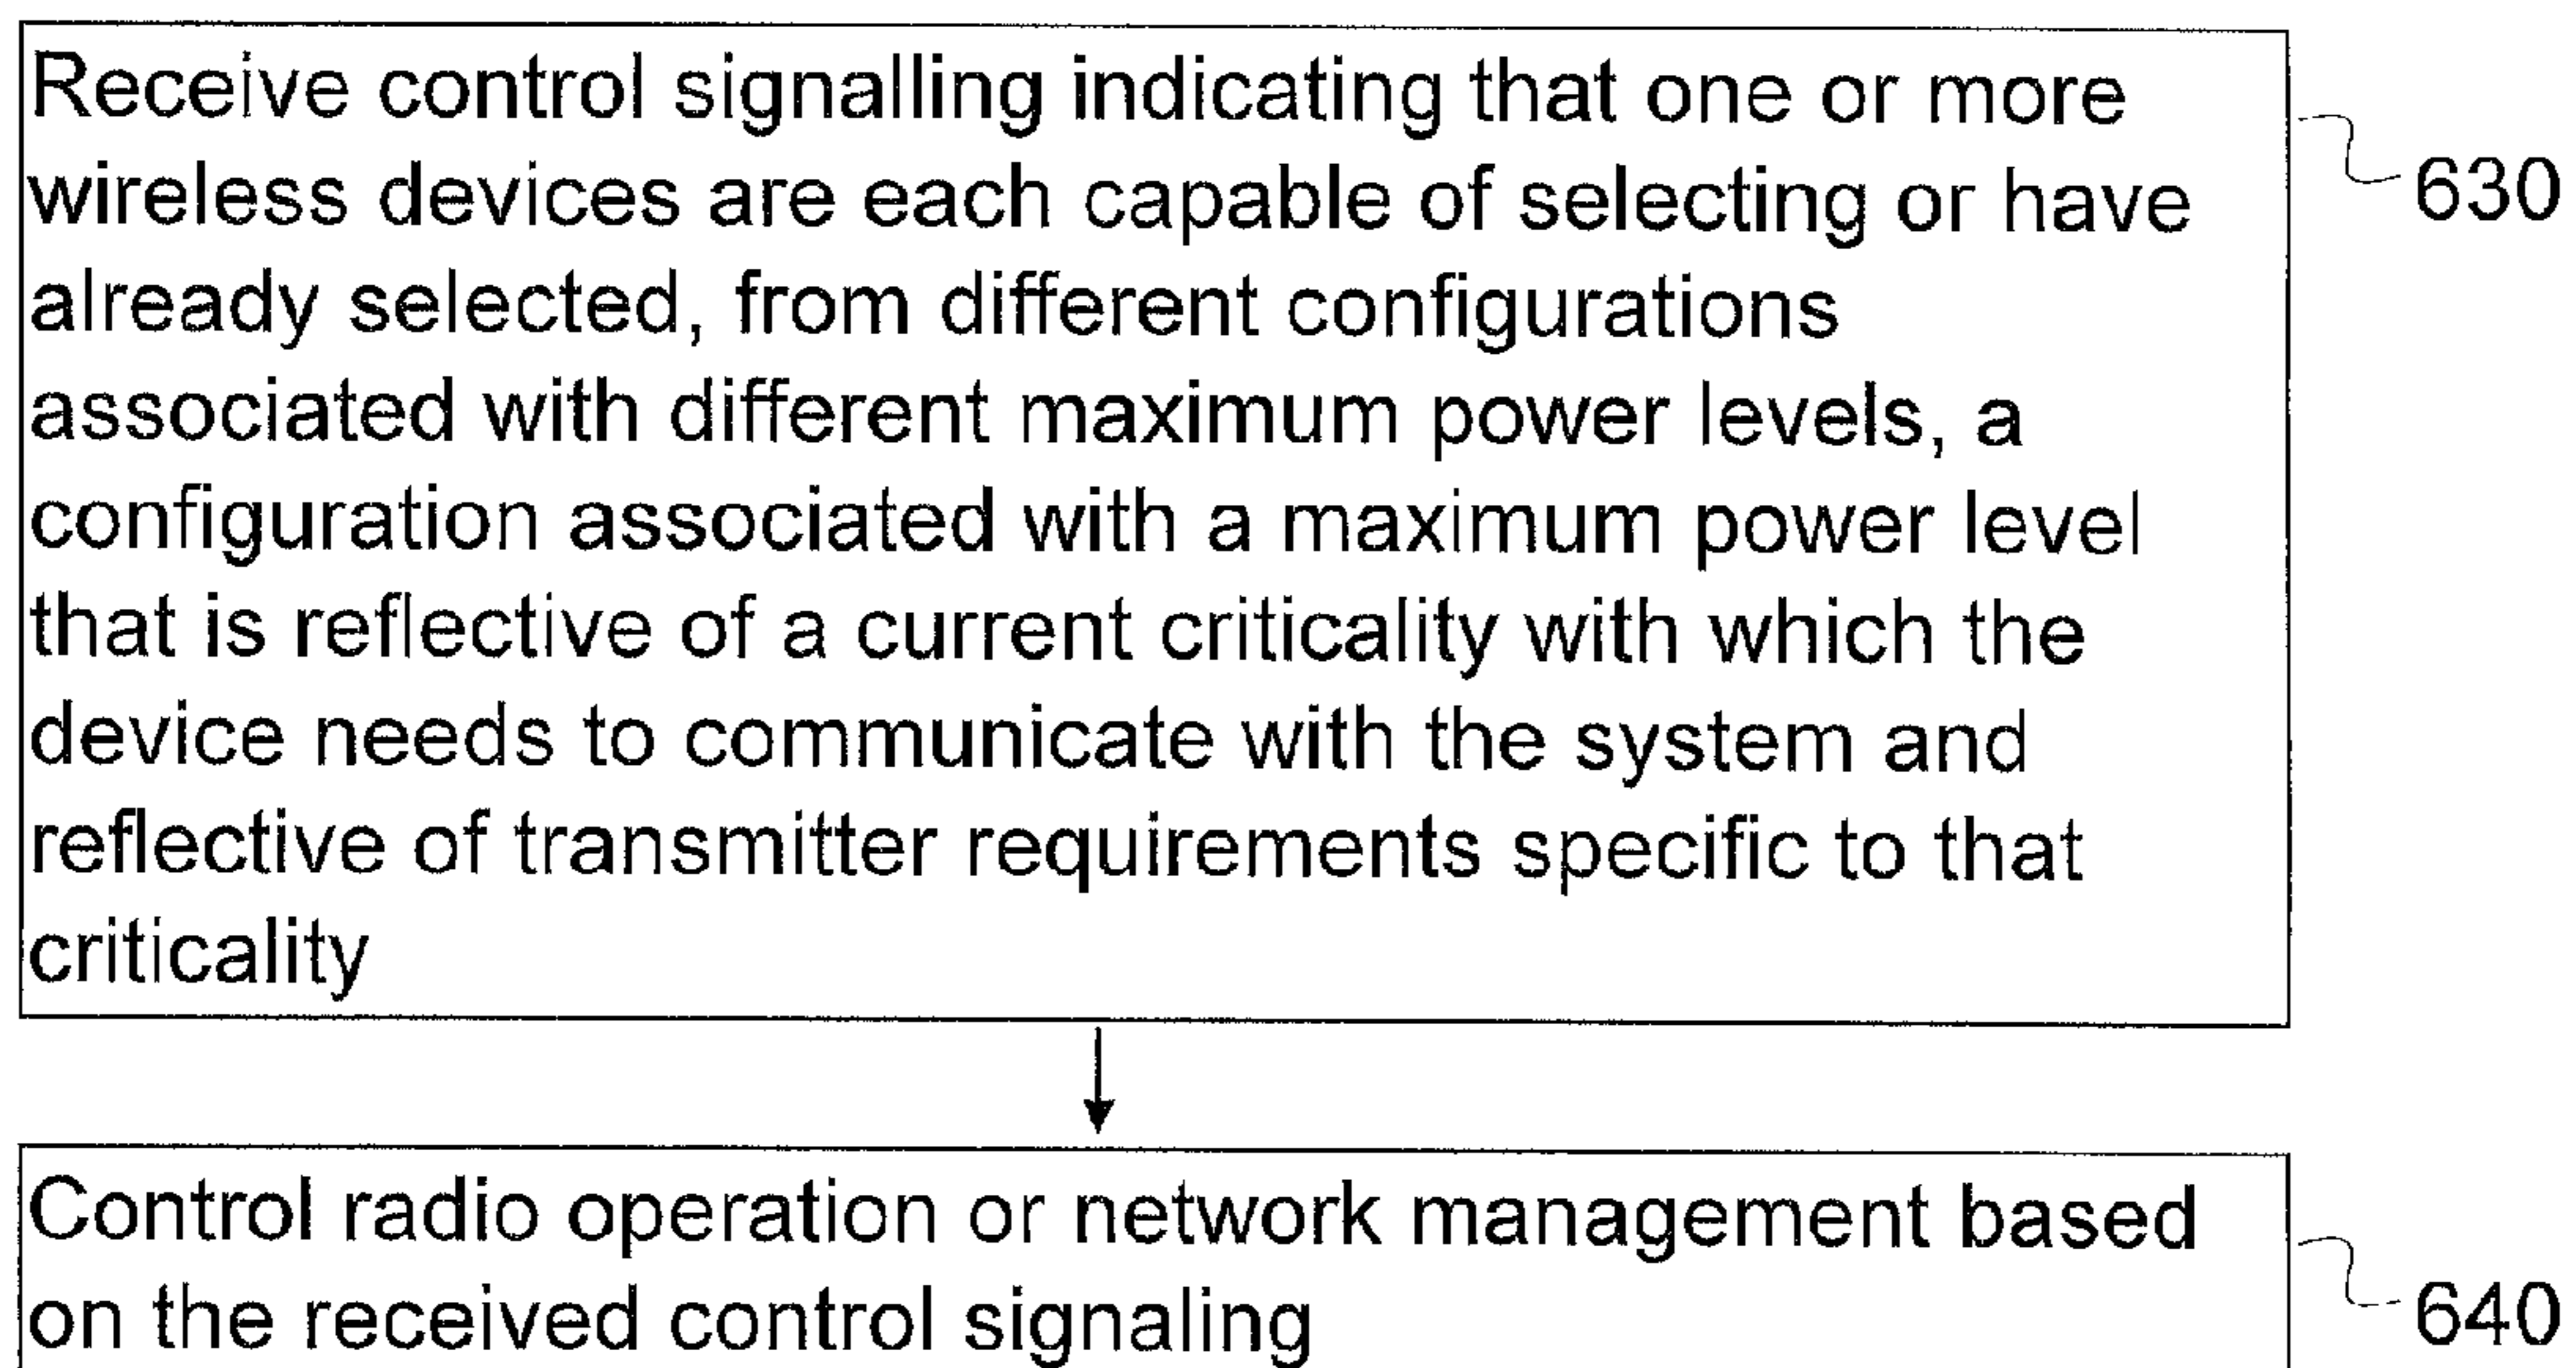 Receive control signalling indicating that one or more
wireless devices are each capable of selecting or have
already selected, from different configurations
associated with different maximum power levels, a
configuration associated with a maximum power level
that is reflective of a current criticality with which the
device needs to communicate with the system and
reflective of transmitter requirements specific to that
criticality
630
Control radio operation or network management based
on the received control signaling
640